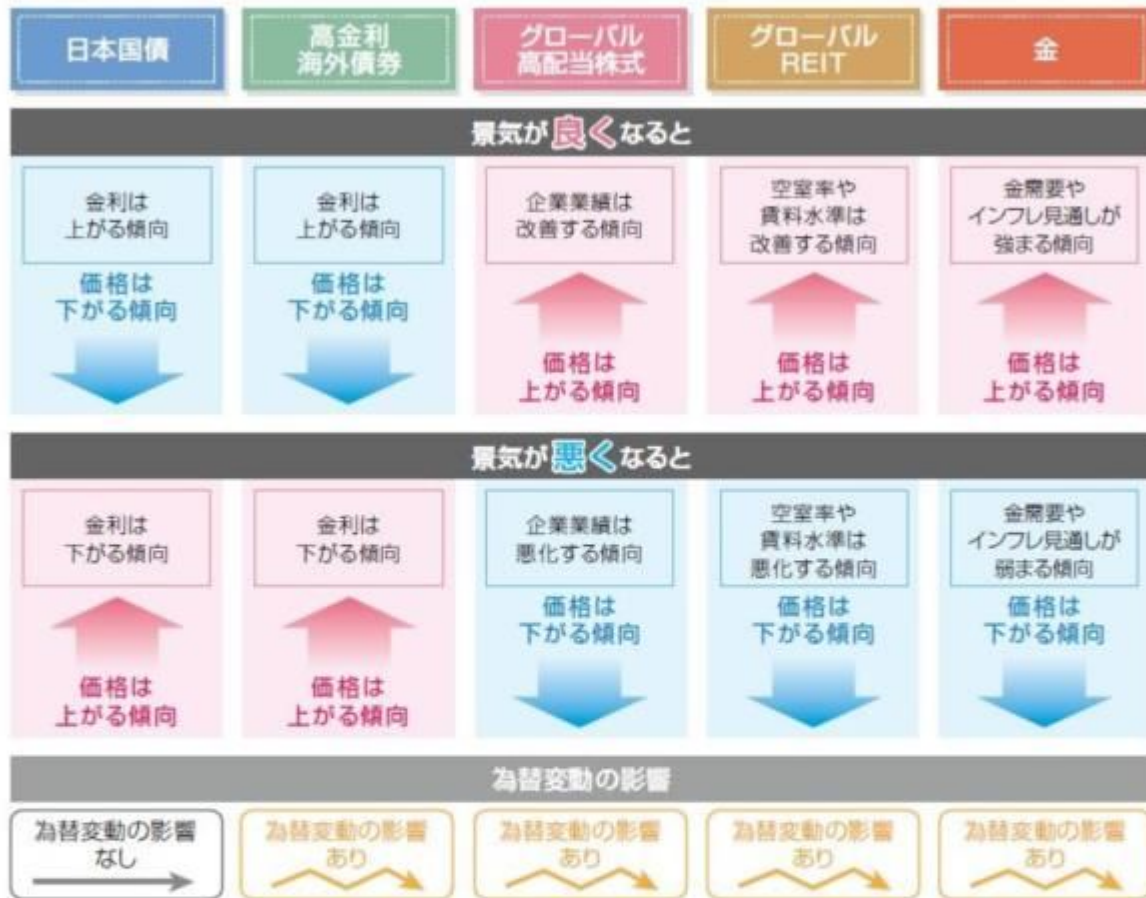 日本国債
高金利
海外債券
グローバル
高配当株式
グローバル
REIT
金
景気が良くなると
金利は
上がる傾向
価格は
下がる傾向
金利は
上がる傾向
価格は
下がる傾向
企業業績は
改善する傾向
価格は
上がる傾向
空室率や
賃料水準は
改善する傾向
価格は
上がる傾向
金需要や
インフレ見通しが
強まる傾向
価格は
上がる傾向
景気が悪くなると
金利は
下がる傾向
価格は
上がる傾向
金利は
下がる傾向
価格は
上がる傾向
企業業績は
悪化する傾向
価格は
下がる傾向
空室率や
賃料水準は
悪化する傾向
価格は
下がる傾向
金需要や
インフレ見通しが
弱まる傾向
価格は
下がる傾向
為替変動の影響
為替変動の影響
なし
為替変動の影響
あり
為替変動の影響
あり
為替変動の影響
あり
為替変動の影響
あり